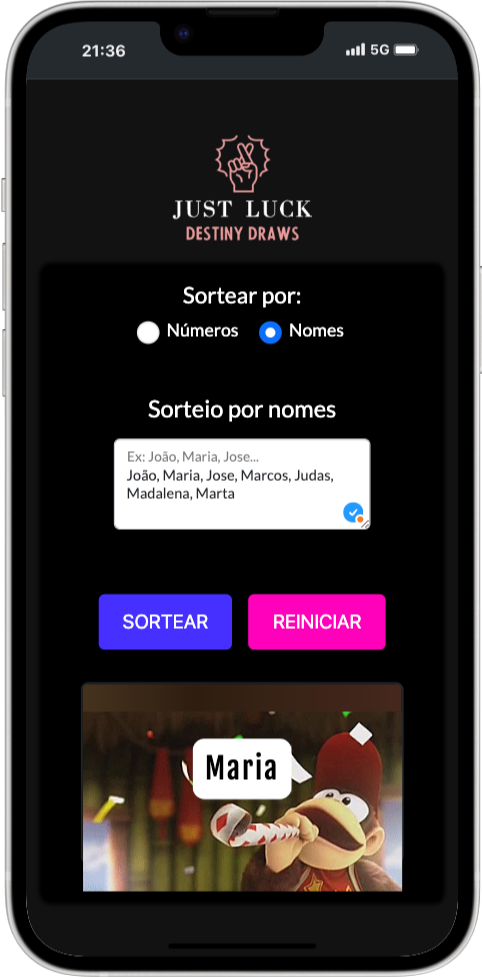 21:36
5G
JUST LUCK
DESTINY DRAWS
Sortear por:
Números Nomes
Sorteio por nomes
Ex: João, Maria, Jose...
João, Maria, Jose, Marcos, Judas,
Madalena, Marta
SORTEAR REINICIAR
Maria